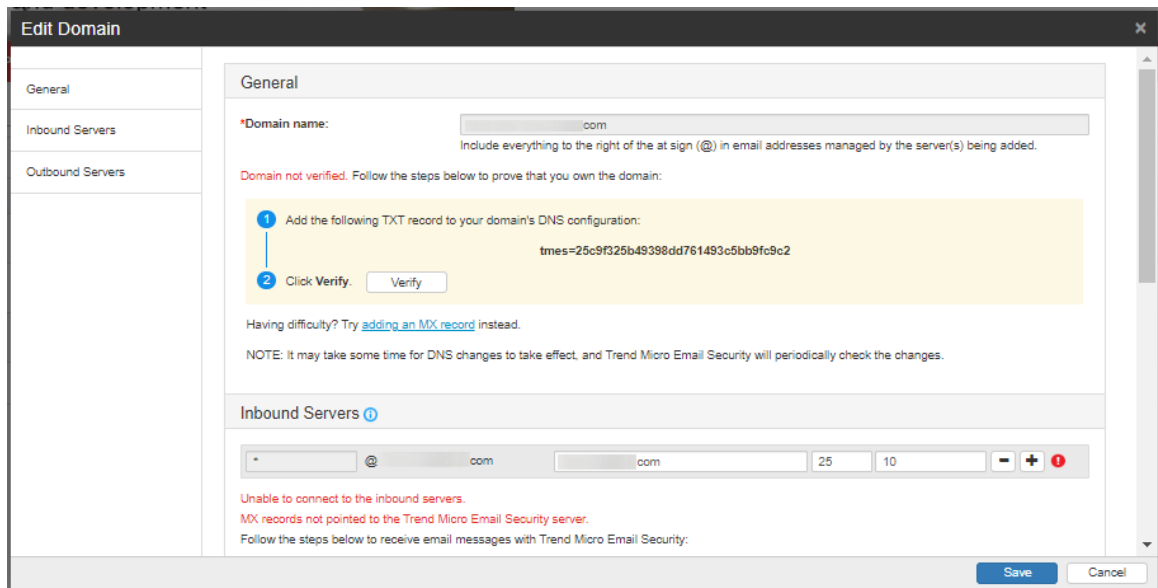 Edit Domain
General
Inbound Servers
Outbound Servers
General
*Domain name:
com
Include everything to the right of the at sign (@) in email addresses managed by the server(s) being added.
Domain not verified. Follow the steps below to prove that you own the domain:
1 Add the following TXT record to your domain's DNS configuration:
tmes=25c9f325b49398dd761493c5bb9fc9c2
2 Click Verify. Verify
Having difficulty? Try adding an MX record instead.
NOTE: It may take some time for DNS changes to take effect, and Trend Micro Email Security will periodically check the changes.
Inbound Servers
* @ com com 25 10
Unable to connect to the inbound servers.
MX records not pointed to the Trend Micro Email Security server.
Follow the steps below to receive email messages with Trend Micro Email Security:
Save Cancel